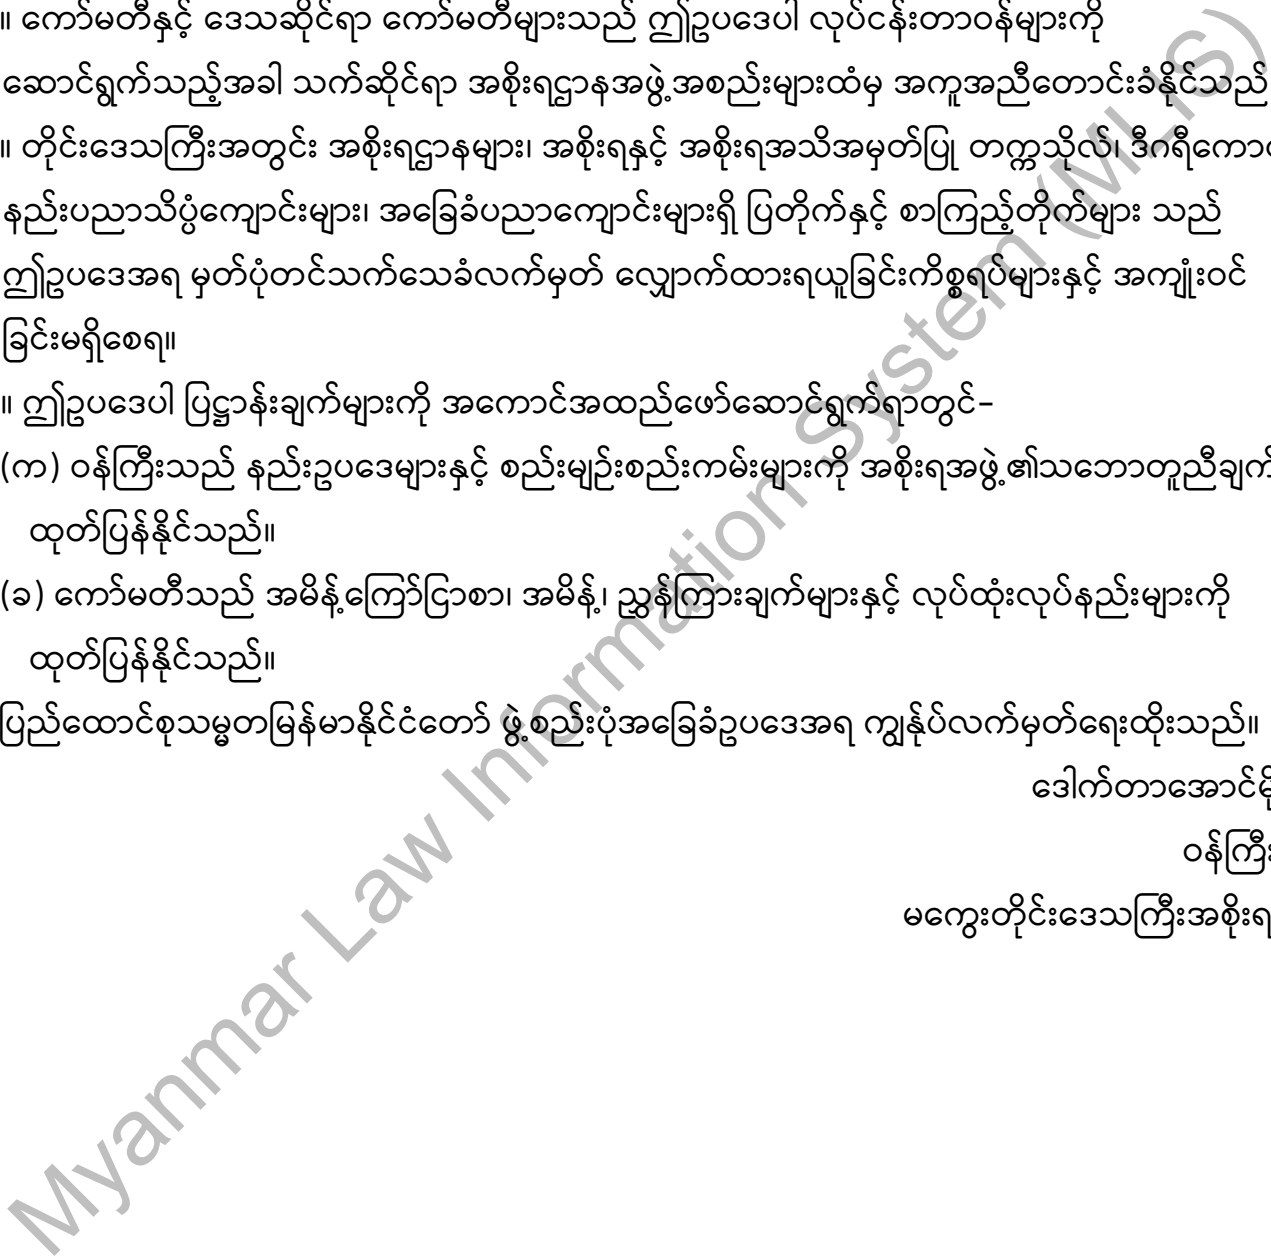 ။ ကော်မတီနှင့် ဒေသဆိုင်ရာ ကော်မတီများသည် ဤဥပဒေပါ လုပ်ငန်းတာဝန်များကို
ဆောင်ရွက်သည့်အခါ သက်ဆိုင်ရာ အစိုးရဌာနအဖွဲ့အစည်းများထံမှ အကူအညီတောင်းခံနိုင်သည်
။ တိုင်းဒေသကြီးအတွင်း အစိုးရဌာနများ၊ အစိုးရနှင့် အစိုးရအသိအမှတ်ပြု တက္ကသိုလ်၊
နည်းပညာသိပ္ပံကျောင်းများ၊ အခြေခံပညာကျောင်းများရှိ ပြတိုက်နှင့် စာကြည့်တိုက်များ သည်
ဤဥပဒေအရ မှတ်ပုံတင်သက်သေခံလက်မှတ် လျှောက်ထားရယူခြင်းကိစ္စရပ်များနှင့် အကျုံးဝင်
ခြင်းမရှိစေရ။
။ ဤဥပဒေပါ ပြဋ္ဌာန်းချက်များကို အကောင်အထည်ဖော်ဆောင်ရွက်ရာတွင်–
(က) ဝန်ကြီးသည် နည်းဥပဒေများနှင့် စည်းမျဉ်းစည်းကမ်းများကို အစိုးရအဖွဲ့၏သဘောတူညီချက်
ထုတ်ပြန်နိုင်သည်။
(ခ) ကော်မတီသည် အမိန့်ကြော်ငြာစာ၊ အမိန့်၊ ညွှန်ကြားချက်များနှင့် လုပ်ထုံးလုပ်နည်းများကို
ထုတ်ပြန်နိုင်သည်။
ပြည်ထောင်စုသမ္မတမြန်မာနိုင်ငံတော် ဖွဲ့စည်းပုံအခြေခံဥပဒေအရ ကျွန်ုပ်လက်မှတ်ရေးထိုးသည်။
ဒေါက်တာအောင်မို
ဝန်ကြီး
မကွေးတိုင်းဒေသကြီးအစိုးရ
Myanmar Law Information System (MLIS)